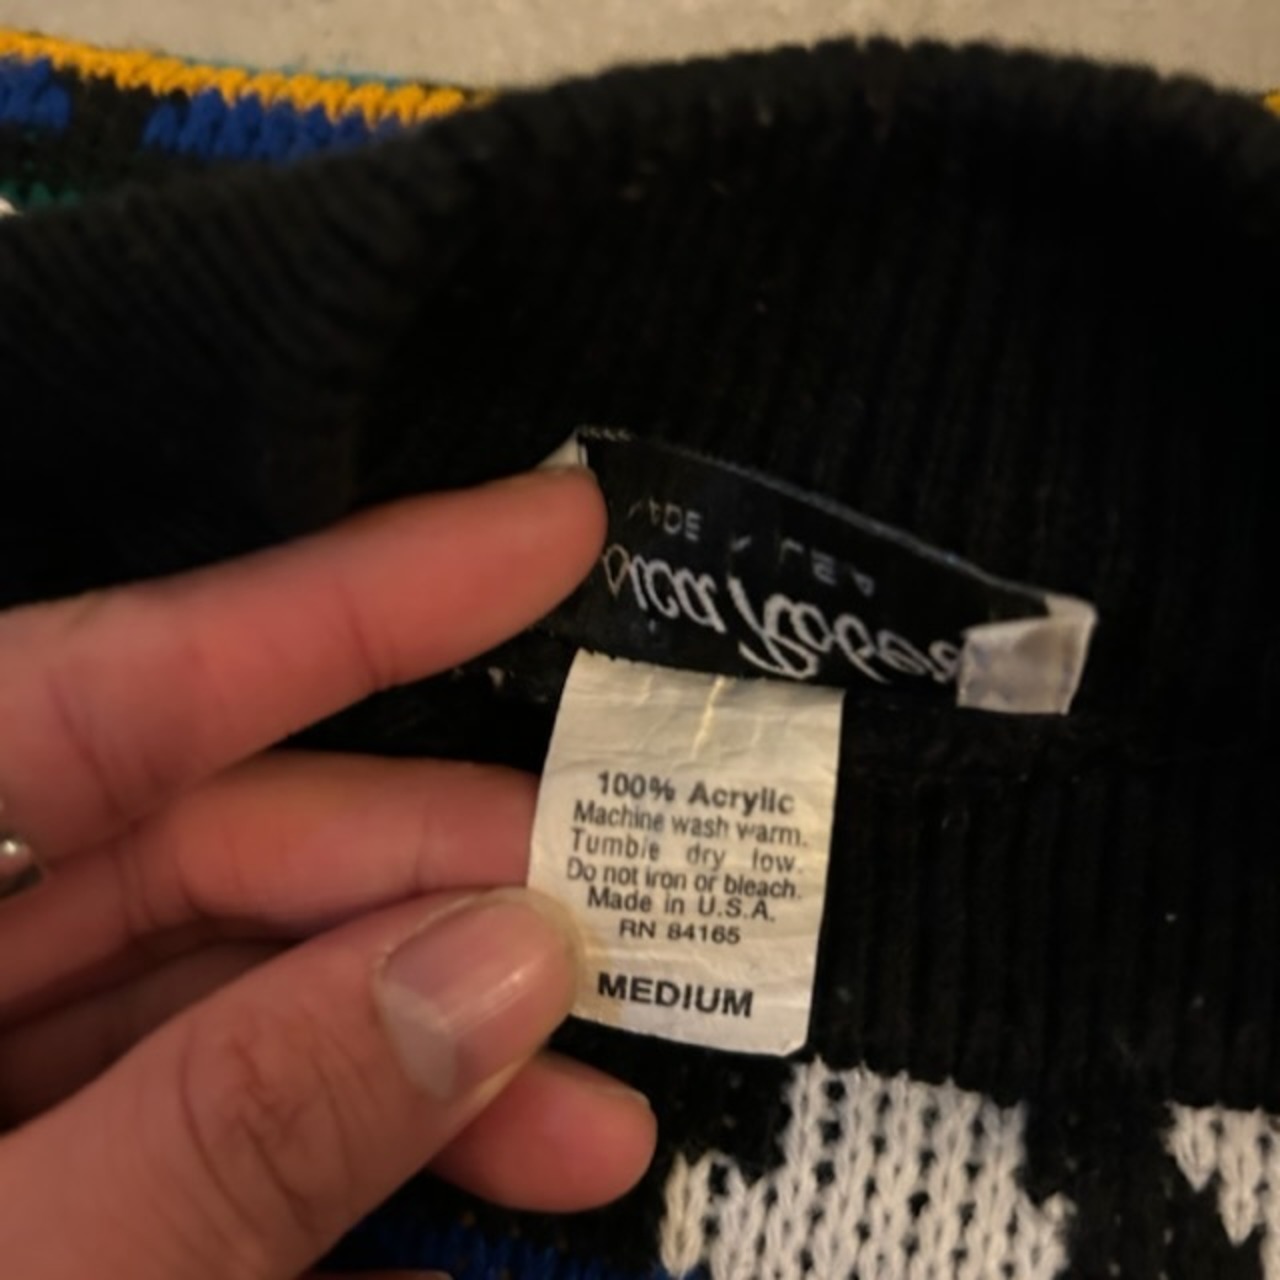 100% Acrylic
Machine wash warm.
Tumble dry low.
Do not iron or bleach.
Made in U.S.A.
RN 84165
MEDIUM